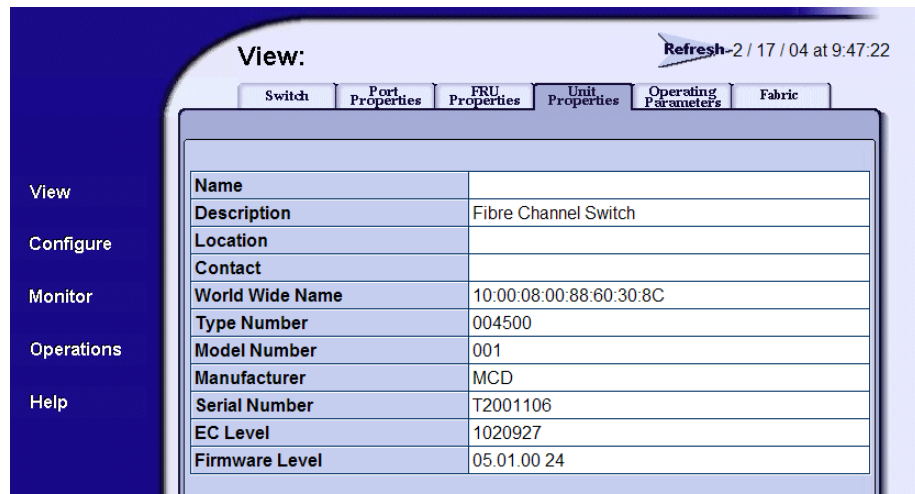 View:
Refresh-2 / 17 / 04 at 9:47:22
Switch
Port Properties
FRU Properties
Unit Properties
Operating Parameters
Fabric
View
Configure
Monitor
Operations
Help
Name
Description Fibre Channel Switch
Location
Contact
World Wide Name 10:00:08:00:88:60:30:8C
Type Number 004500
Model Number 001
Manufacturer MCD
Serial Number T2001106
EC Level 1020927
Firmware Level 05.01.00 24